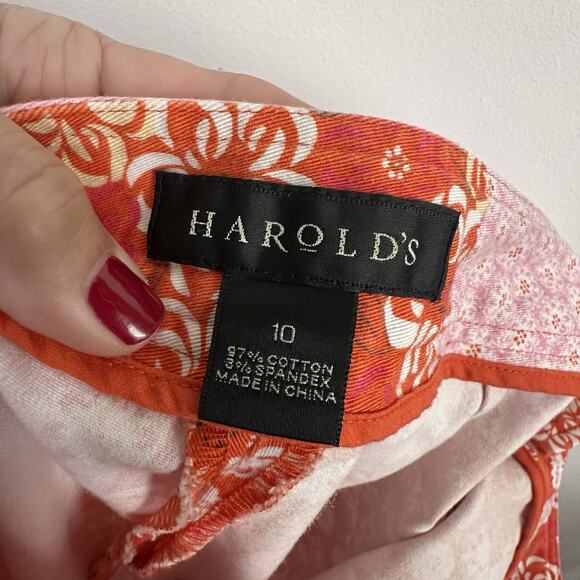 HAROLD'S
10
97% COTTON
3% SPANDEX
MADE IN CHINA